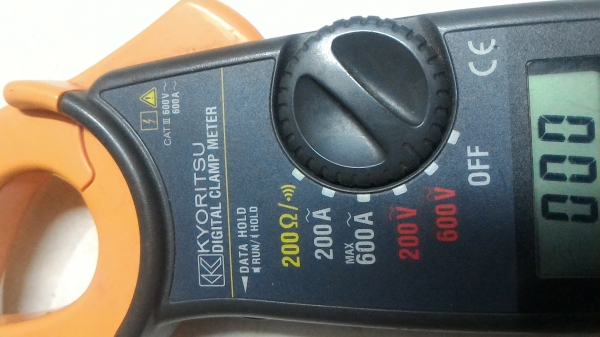 CAT III 600V~
600A~
KYORITSU
DIGITAL CLAMP METER
DATA HOLD
RUN/HOLD
200Ω/
200A~
MAX
600A~
200V~
600V~
OFF
CE
000